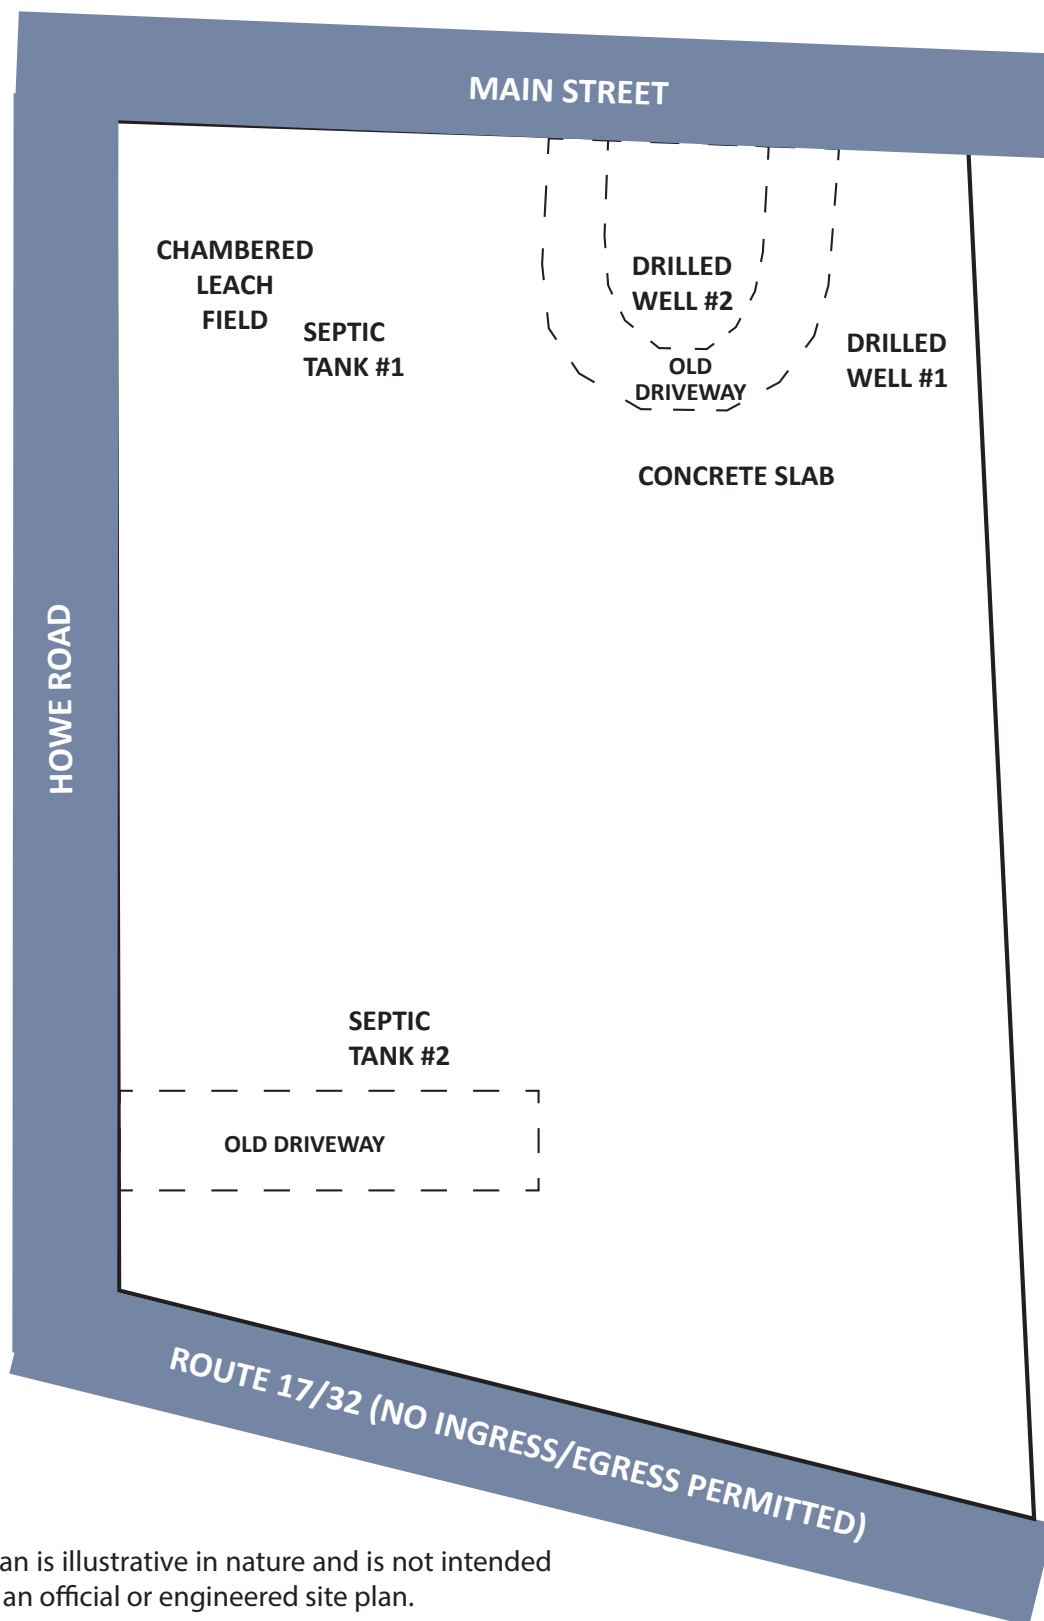 MAIN STREET
CHAMBERED
LEACH
FIELD
SEPTIC
TANK #1
DRILLED
WELL #2
OLD
DRIVEWAY
DRILLED
WELL #1
CONCRETE SLAB
HOWE ROAD
SEPTIC
TANK #2
OLD DRIVEWAY
ROUTE 17/32 (NO INGRESS/EGRESS PERMITTED)
an is illustrative in nature and is not intended
an official or engineered site plan.